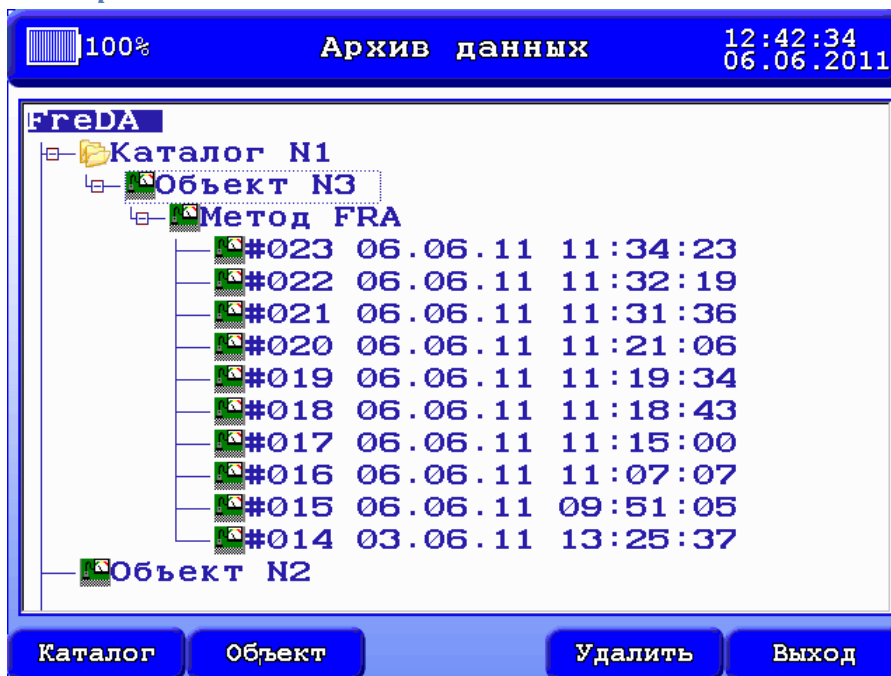 100%
Архив данных
12:42:34
06.06.2011
FreDA
Каталог N1
Объект N3
Метод FRA
#023 06.06.11 11:34:23
#022 06.06.11 11:32:19
#021 06.06.11 11:31:36
#020 06.06.11 11:21:06
#019 06.06.11 11:19:34
#018 06.06.11 11:18:43
#017 06.06.11 11:15:00
#016 06.06.11 11:07:07
#015 06.06.11 09:51:05
#014 03.06.11 13:25:37
Объект N2
Каталог Объект Удалить Выход